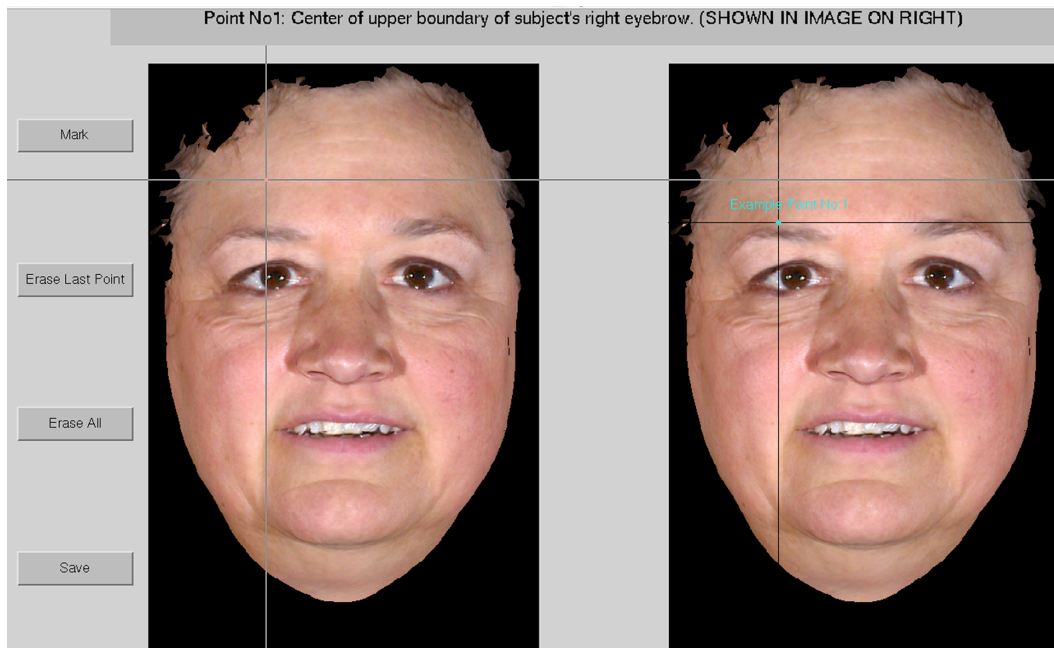 Point No1: Center of upper boundary of subject's right eyebrow. (SHOWN IN IMAGE ON RIGHT)
Mark
Example Point No:1
Erase Last Point
Erase All
Save